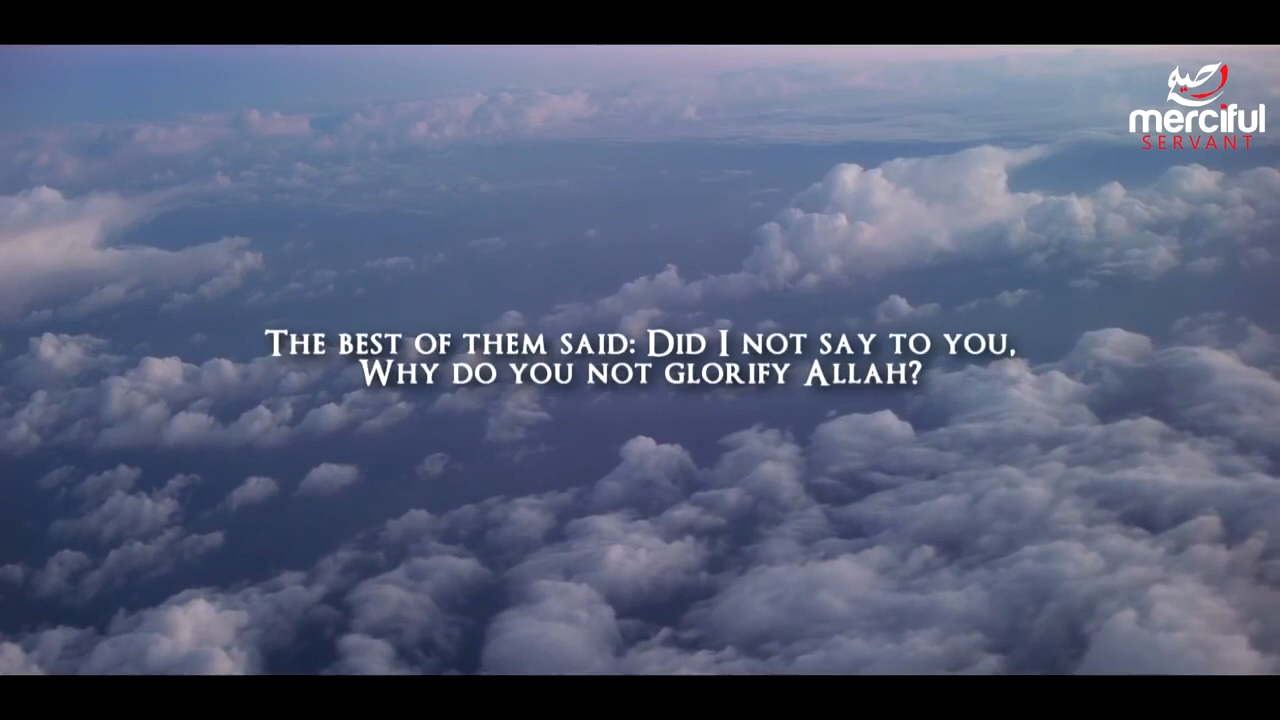 merciful
SERVANT
The best of them said: Did I not say to you,
Why do you not glorify Allah?